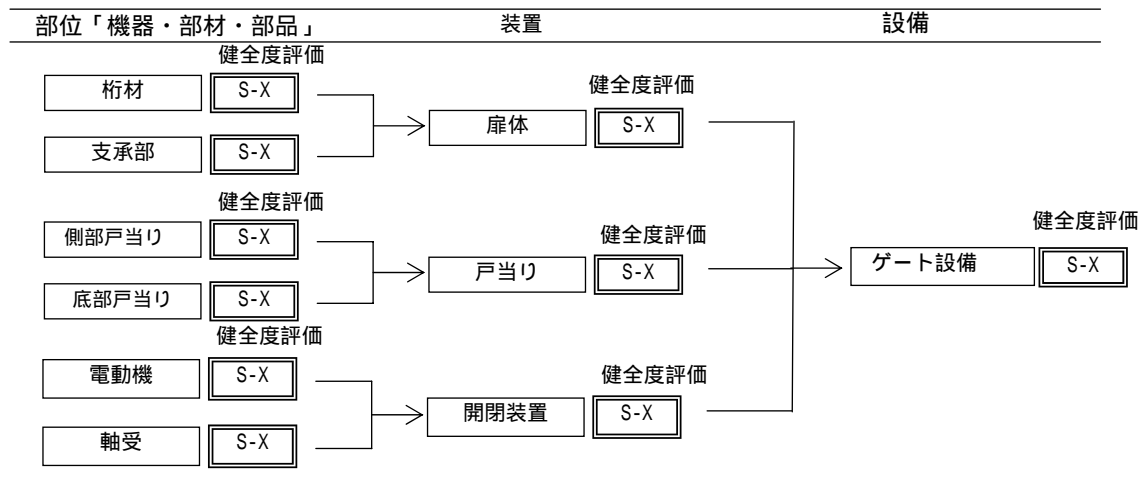 部位「機器・部材・部品」 装置 設備
健全度評価
桁材 S-X
健全度評価
扉体 S-X
支承部 S-X
健全度評価
側部戸当り S-X
健全度評価
戸当り S-X
健全度評価
ゲート設備 S-X
底部戸当り S-X
健全度評価
電動機 S-X
健全度評価
開閉装置 S-X
軸受 S-X